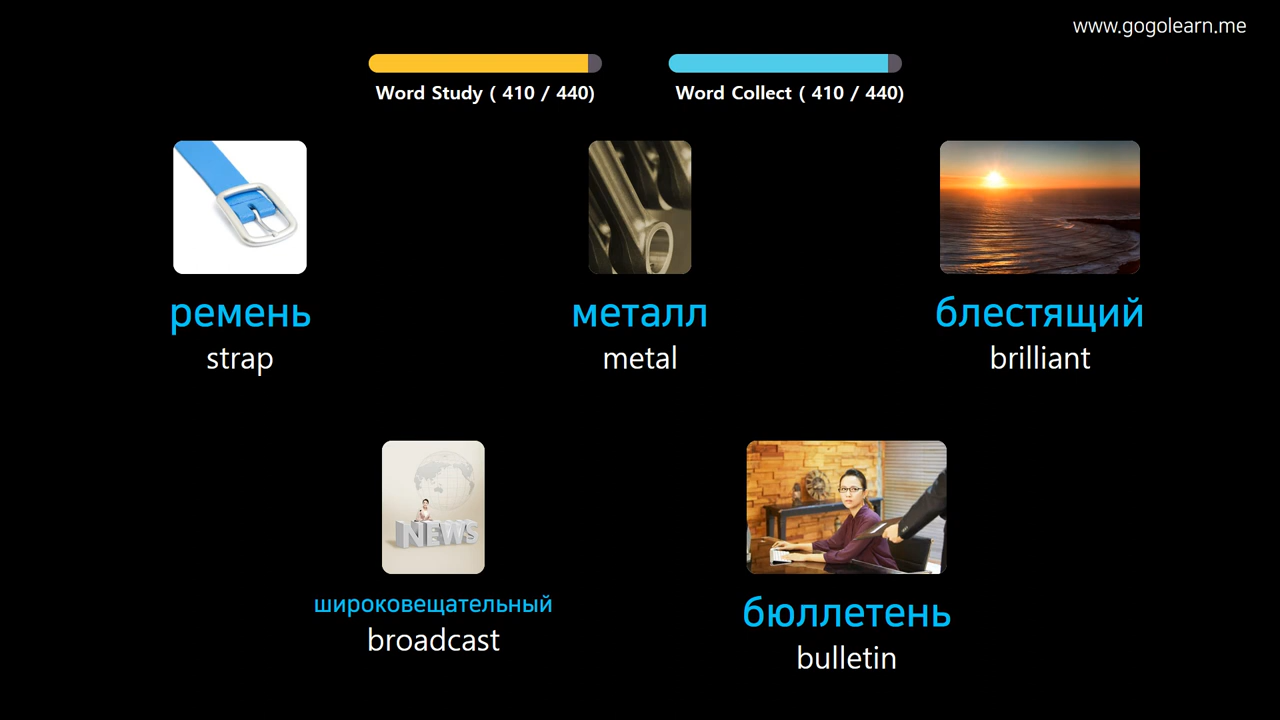 www.gogolearn.me
Word Study ( 410 / 440)
Word Collect ( 410 / 440)
ремень
strap
металл
metal
блестящий
brilliant
NEWS
широковещательный
broadcast
бюллетень
bulletin